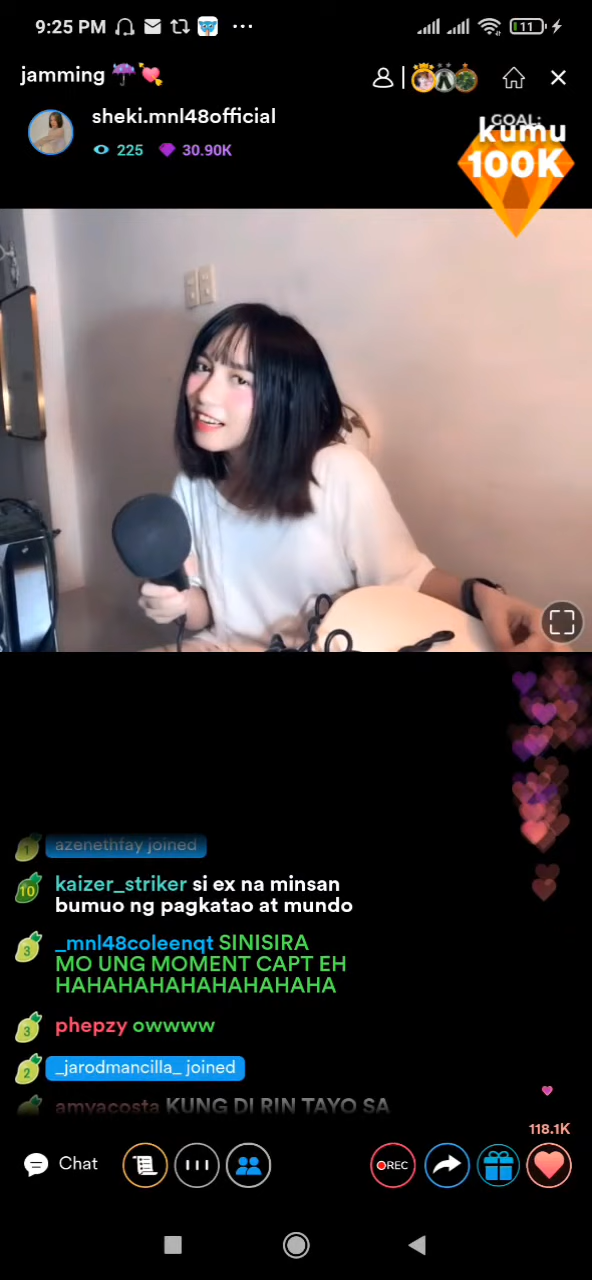 9:25 PM
11
jamming
sheki.mnl48official
225
30.90K
GOAL:
kumu
100K
1
azenethfay joined
10
kaizer_striker si ex na minsan
bumuo ng pagkatao at mundo
3
_mnl48coleenqt SINISIRA
MO UNG MOMENT CAPT EH
HAHAHAHAHAHAHAHAHA
3
phepzy owwww
2
_jarodmancilla_ joined
amyacosta KUNG DI RIN TAYO SA
118.1K
Chat
REC